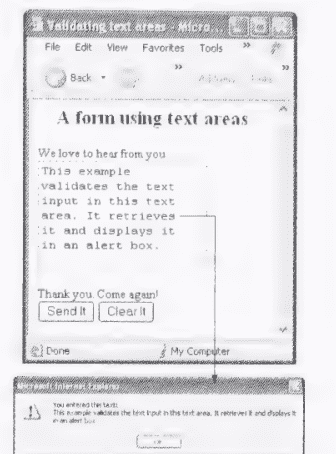 Validating text areas - Micro...
File Edit View Favorites Tools »
Back » Address Links »
A form using text areas
We love to hear from you
This example
validates the text
input in this text
area. It retrieves
it and displays it
in an alert box.
Thank you. Come again!
Send It Clear It
Done My Computer
Microsoft Internet Explorer
You entered this text:
This example validates the text input in this text area. It retrieves it and displays it
in an alert box.
OK